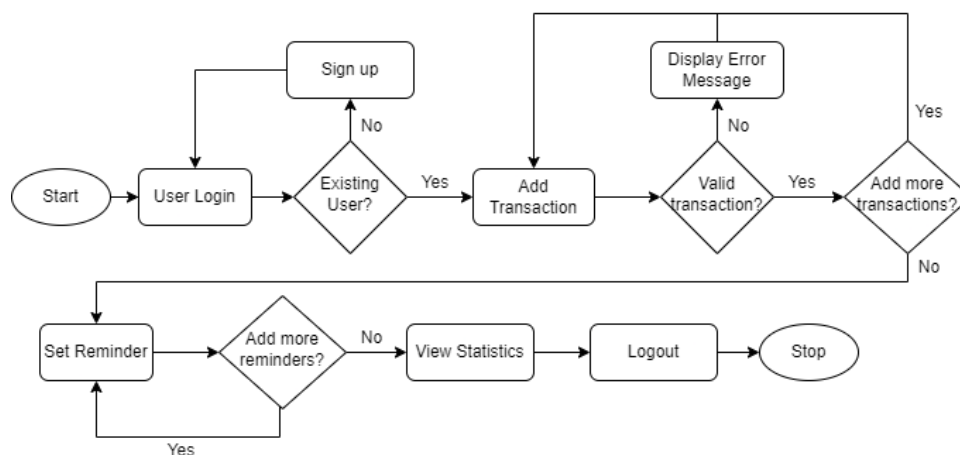 Sign up
Display Error
Message
No
No
Yes
Start
User Login
Existing
User?
Yes
Add
Transaction
Valid
transaction?
Yes
Add more
transactions?
No
Set Reminder
Add more
reminders?
No
View Statistics
Logout
Stop
Yes